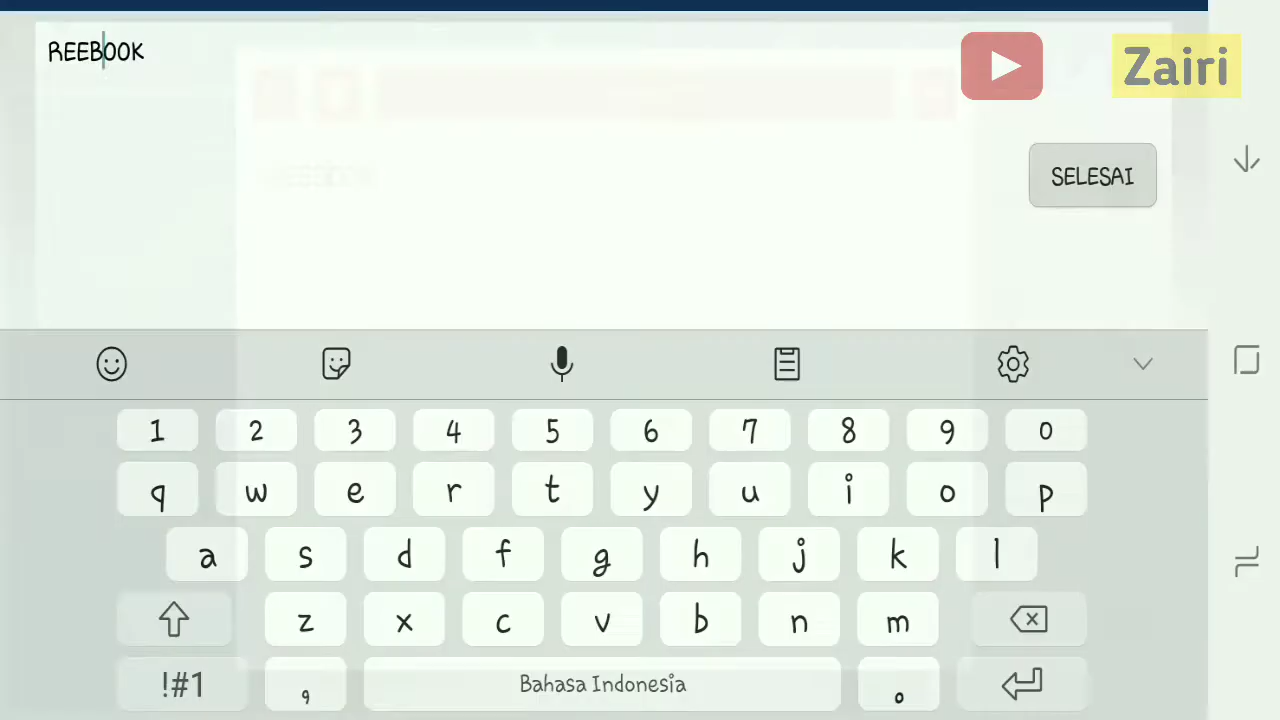 REEBOOK
Zairi
SELESAI
1 2 3 4 5 6 7 8 9 0
q w e r t y u i o p
a s d f g h j k l
z x c v b n m
!#1 , Bahasa Indonesia .